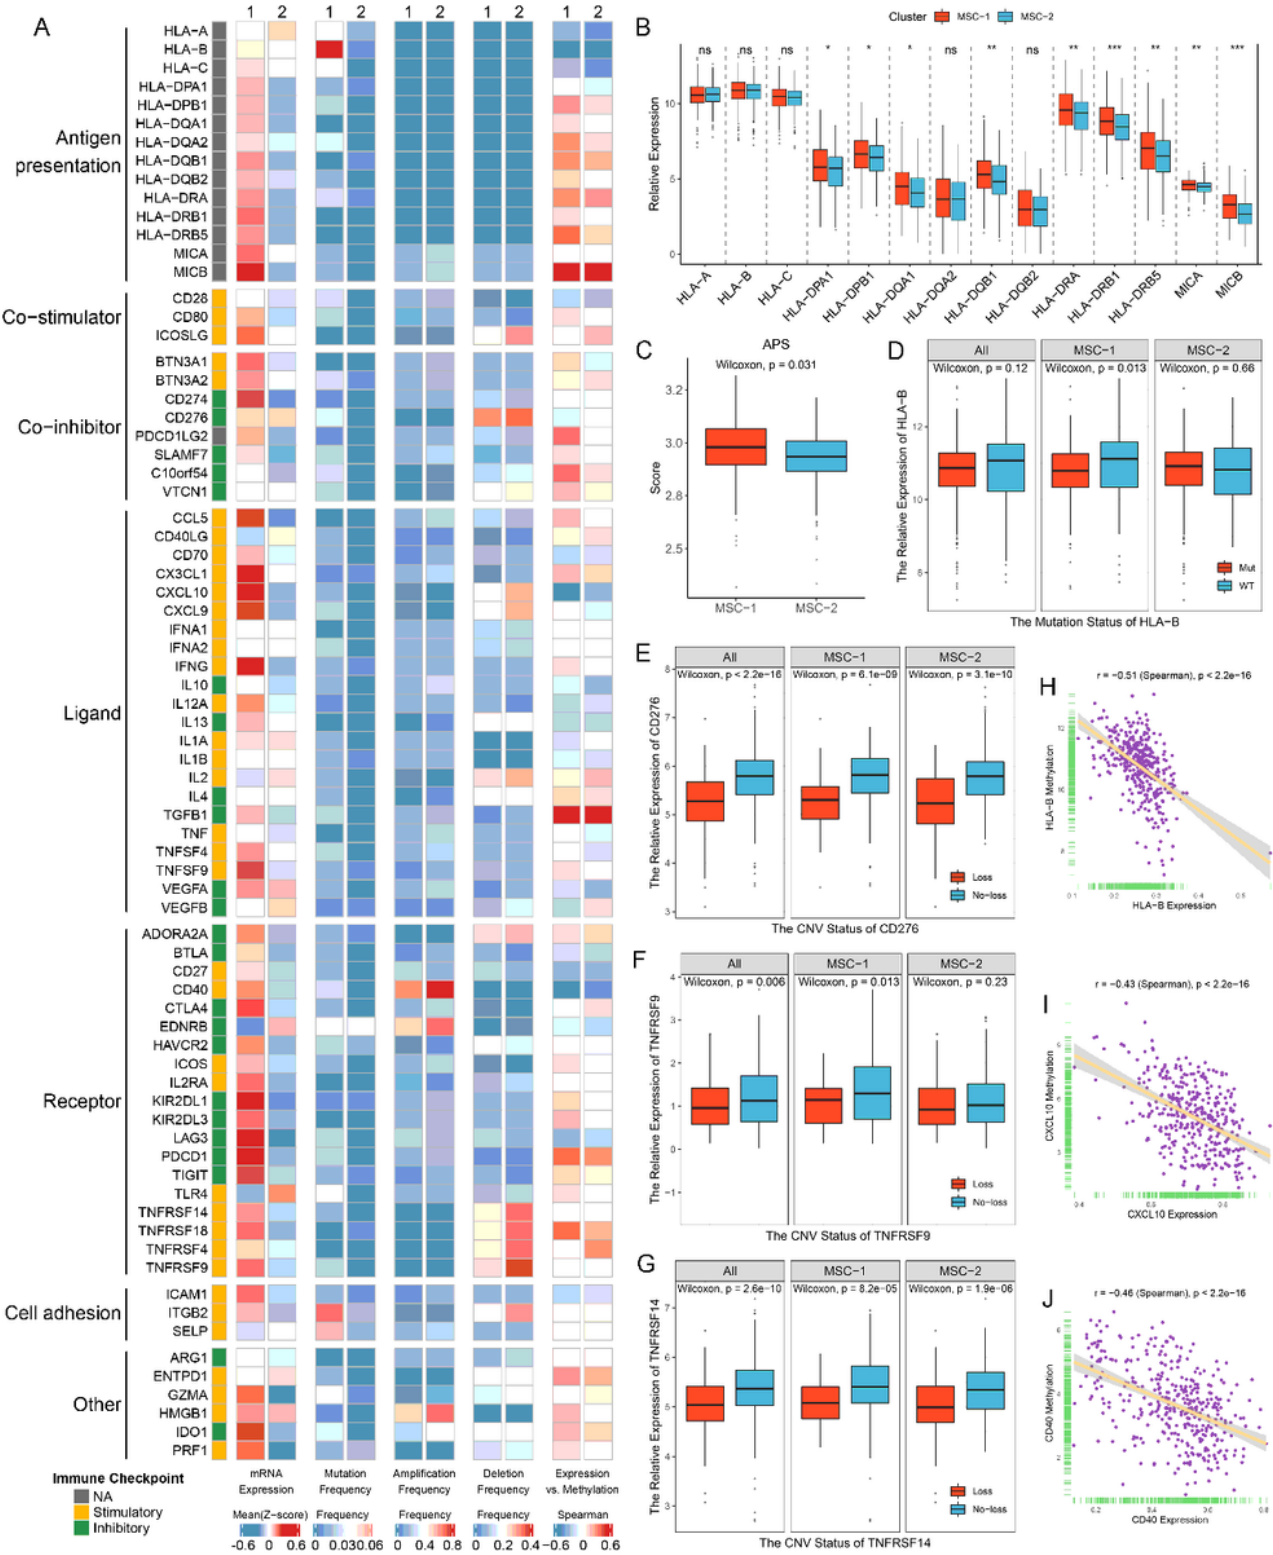 A
1 2 1 2 1 2 1 2 1 2
Antigen
presentation
HLA−A
HLA−B
HLA−C
HLA−DPA1
HLA−DPB1
HLA−DQA1
HLA−DQA2
HLA−DQB1
HLA−DQB2
HLA−DRA
HLA−DRB1
HLA−DRB5
MICA
MICB
Co−stimulator
CD28
CD80
ICOSLG
Co−inhibitor
BTN3A1
BTN3A2
CD274
CD276
PDCD1LG2
SLAMF7
C10orf54
VTCN1
Ligand
CCL5
CD40LG
CD70
CX3CL1
CXCL10
CXCL9
IFNA1
IFNA2
IFNG
IL10
IL12A
IL13
IL1A
IL1B
IL2
IL4
TGFB1
TNF
TNFSF4
TNFSF9
VEGFA
VEGFB
Receptor
ADORA2A
BTLA
CD27
CD40
CTLA4
EDNRB
HAVCR2
ICOS
IL2RA
KIR2DL1
KIR2DL3
LAG3
PDCD1
TIGIT
TLR4
TNFRSF14
TNFRSF18
TNFRSF4
TNFRSF9
Cell adhesion
ICAM1
ITGB2
SELP
Other
ARG1
ENTPD1
GZMA
HMGB1
IDO1
PRF1
Immune Checkpoint
NA
Stimulatory
Inhibitory
mRNA
Expression
Mean(Z−score)
−0.6 0 0.6
Mutation
Frequency
Frequency
0 0.030.06
Amplification
Frequency
Frequency
0 0.4 0.8
Deletion
Frequency
Frequency
0 0.2 0.4
Expression
vs. Methylation
Spearman
−0.6 0 0.6
B
Cluster MSC−1 MSC−2
ns ns ns * * * ns ** ns ** *** ** ** ***
Relative Expression
10
5
0
HLA−A HLA−B HLA−C HLA−DPA1 HLA−DPB1 HLA−DQA1 HLA−DQA2 HLA−DQB1 HLA−DQB2 HLA−DRA HLA−DRB1 HLA−DRB5 MICA MICB
C
APS
Wilcoxon, p = 0.031
Score
3.2
3.0
2.8
2.5
MSC−1 MSC−2
D
All MSC−1 MSC−2
Wilcoxon, p = 0.12 Wilcoxon, p = 0.013 Wilcoxon, p = 0.66
The Relative Expression of HLA−B
12
10
Mut
WT
The Mutation Status of HLA−B
E
All MSC−1 MSC−2
Wilcoxon, p < 2.2e−16 Wilcoxon, p = 6.1e−09 Wilcoxon, p = 3.1e−10
The Relative Expression of CD276
8
7
6
5
4
3
Loss
No−loss
The CNV Status of CD276
F
All MSC−1 MSC−2
Wilcoxon, p = 0.006 Wilcoxon, p = 0.013 Wilcoxon, p = 0.23
The Relative Expression of TNFRSF9
4
3
2
1
0
−1
Loss
No−loss
The CNV Status of TNFRSF9
G
All MSC−1 MSC−2
Wilcoxon, p = 2.6e−10 Wilcoxon, p = 8.2e−05 Wilcoxon, p = 1.9e−06
The Relative Expression of TNFRSF14
7
6
5
4
3
Loss
No−loss
The CNV Status of TNFRSF14
H
r = −0.51 (Spearman), p < 2.2e−16
HLA−B Methylation
HLA−B Expression
I
r = −0.43 (Spearman), p < 2.2e−16
CXCL10 Methylation
CXCL10 Expression
J
r = −0.46 (Spearman), p < 2.2e−16
CD40 Methylation
CD40 Expression